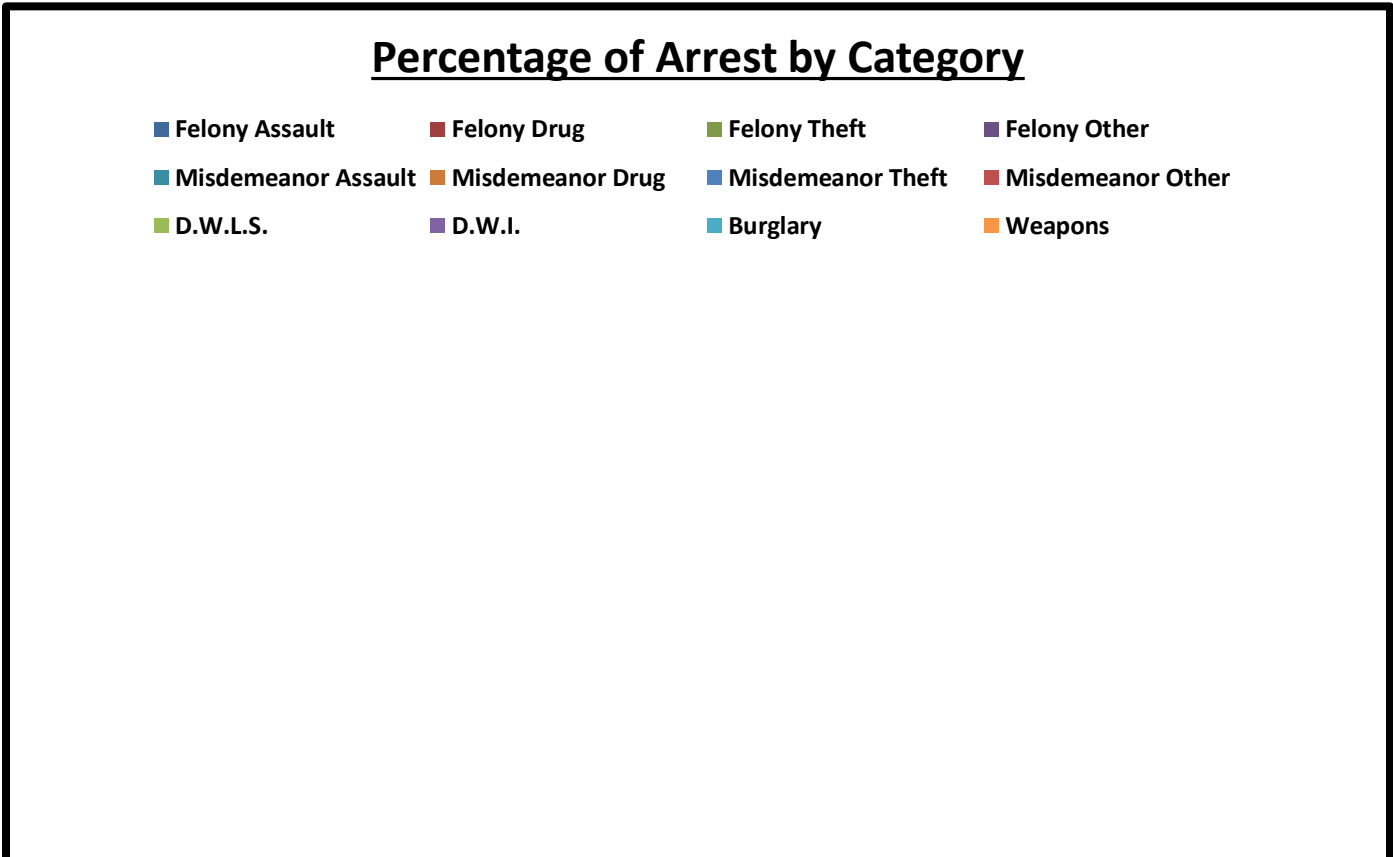 Percentage of Arrest by Category
Felony Assault Felony Drug Felony Theft Felony Other
Misdemeanor Assault Misdemeanor Drug Misdemeanor Theft Misdemeanor Other
D.W.L.S. D.W.I. Burglary Weapons